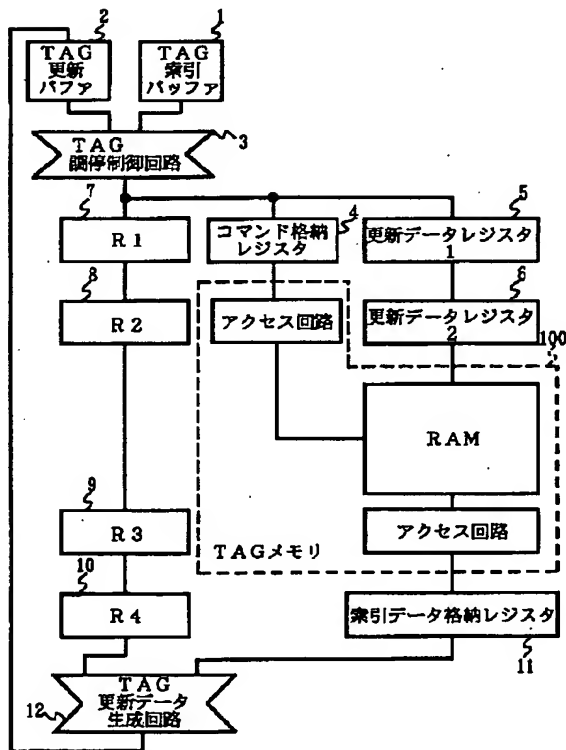 2
1
TAG
更新
バファ
TAG
索引
バッファ
TAG
調停制御回路
3
7
R1
4
コマンド格納
レジスタ
5
更新データレジスタ
1
8
R2
アクセス回路
6
更新データレジスタ
2
100
RAM
9
R3
TAGメモリ
アクセス回路
10
R4
索引データ格納レジスタ
11
TAG
更新データ
生成回路
12